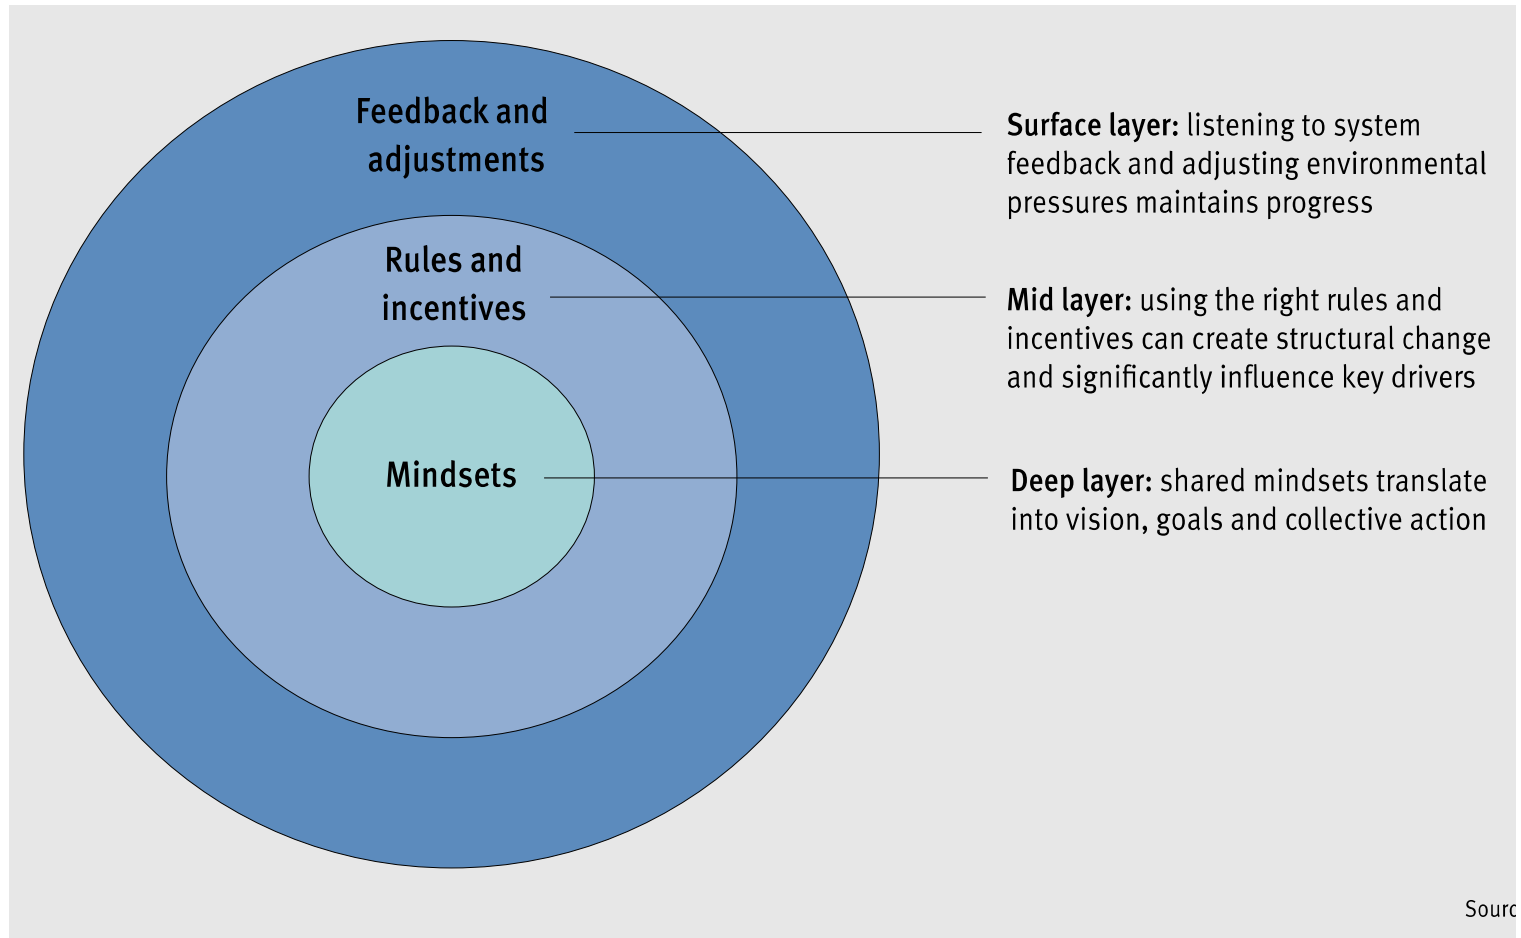 Feedback and
adjustments
Rules and
incentives
Mindsets
Surface layer: listening to system
feedback and adjusting environmental
pressures maintains progress
Mid layer: using the right rules and
incentives can create structural change
and significantly influence key drivers
Deep layer: shared mindsets translate
into vision, goals and collective action
Sourc